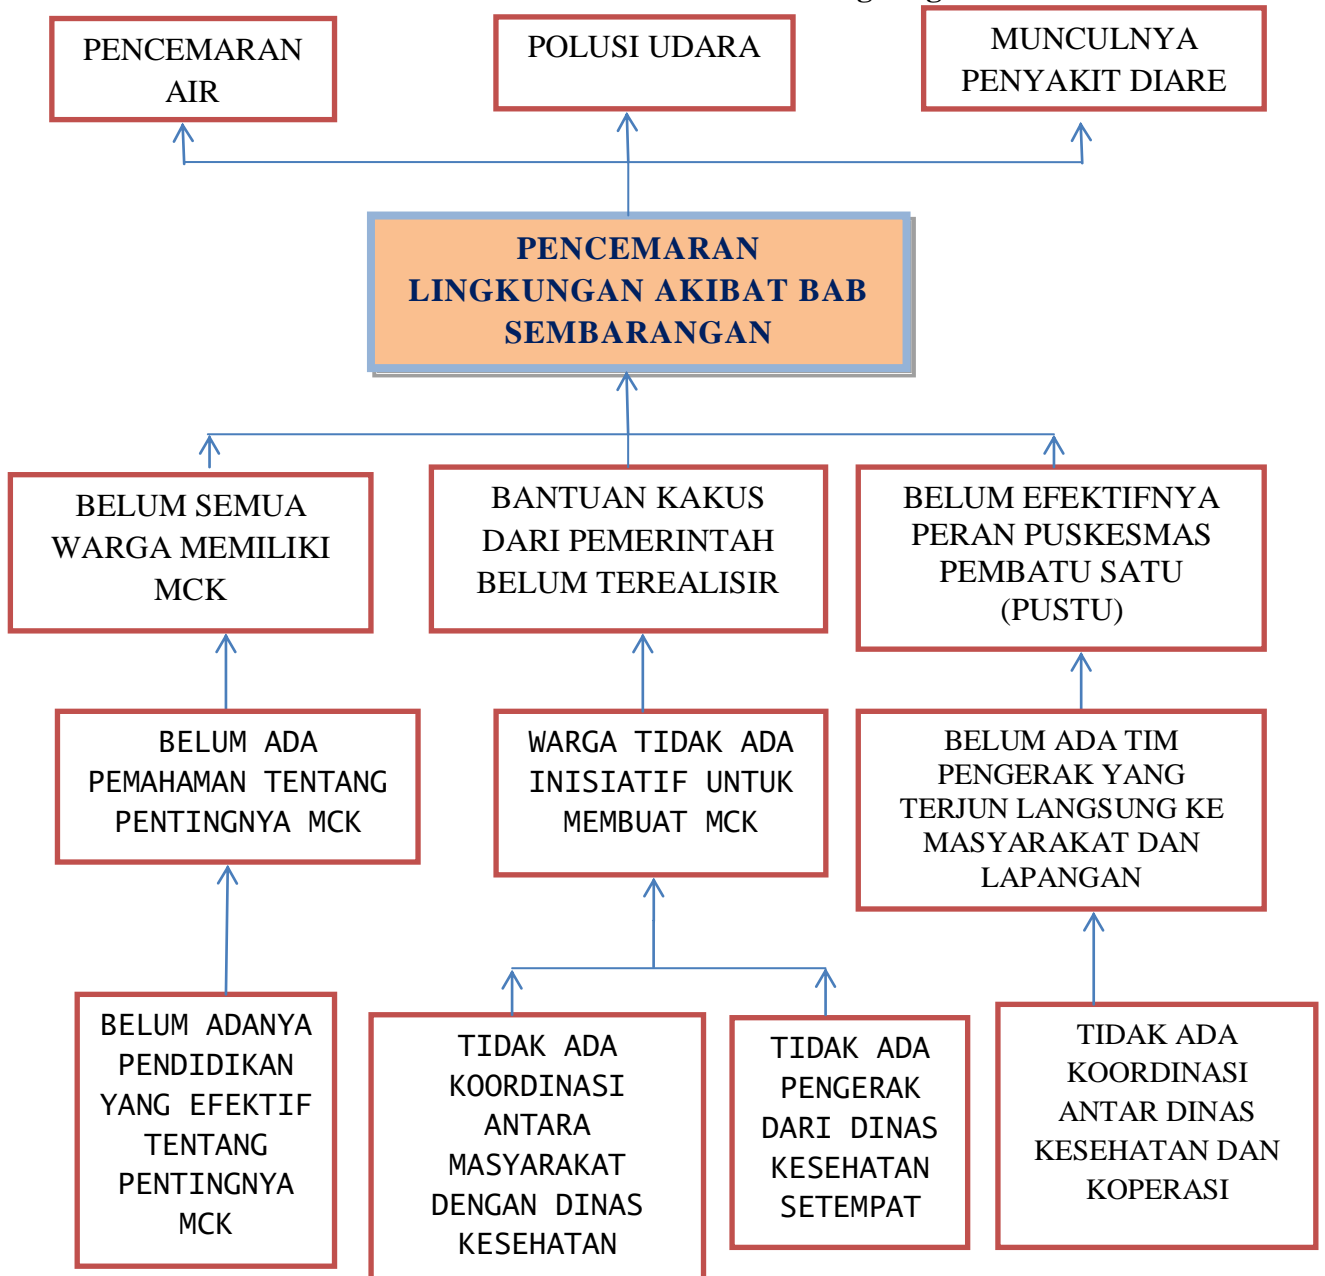 PENCEMARAN
AIR
POLUSI UDARA
MUNCULNYA
PENYAKIT DIARE
PENCEMARAN
LINGKUNGAN AKIBAT BAB
SEMBARANGAN
BELUM SEMUA
WARGA MEMILIKI
MCK
BANTUAN KAKUS
DARI PEMERINTAH
BELUM TEREALISIR
BELUM EFEKTIFNYA
PERAN PUSKESMAS
PEMBATU SATU
(PUSTU)
BELUM ADA
PEMAHAMAN TENTANG
PENTINGNYA MCK
WARGA TIDAK ADA
INISIATIF UNTUK
MEMBUAT MCK
BELUM ADA TIM
PENGERAK YANG
TERJUN LANGSUNG KE
MASYARAKAT DAN
LAPANGAN
BELUM ADANYA
PENDIDIKAN
YANG EFEKTIF
TENTANG
PENTINGNYA
MCK
TIDAK ADA
KOORDINASI
ANTARA
MASYARAKAT
DENGAN DINAS
KESEHATAN
TIDAK ADA
PENGERAK
DARI DINAS
KESEHATAN
SETEMPAT
TIDAK ADA
KOORDINASI
ANTAR DINAS
KESEHATAN DAN
KOPERASI